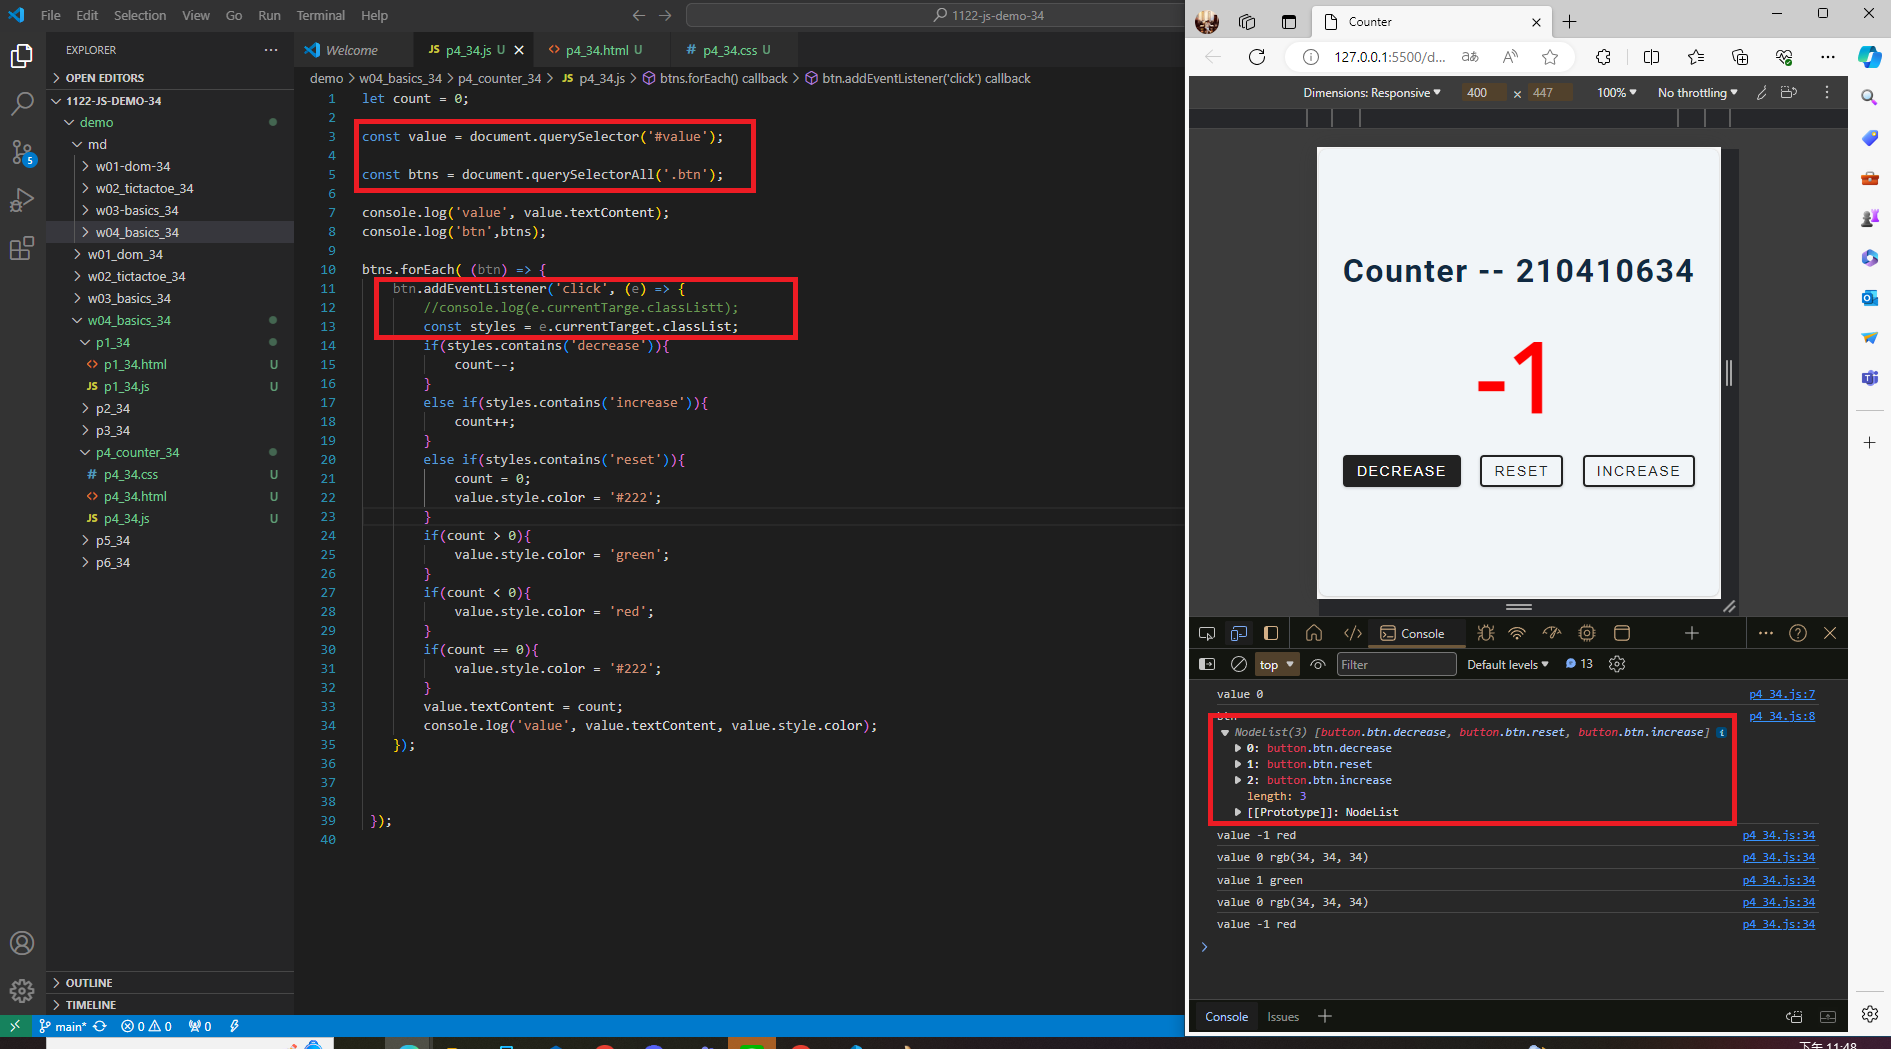 File Edit Selection View Go Run Terminal Help
1122-js-demo-34
EXPLORER
OPEN EDITORS
1122-JS-DEMO-34
demo
md
w01-dom-34
w02_tictactoe_34
w03-basics_34
w04_basics_34
w01_dom_34
w02_tictactoe_34
w03_basics_34
w04_basics_34
p1_34
p1_34.html U
JS p1_34.js U
p2_34
p3_34
p4_counter_34
# p4_34.css U
p4_34.html U
JS p4_34.js U
p5_34
p6_34
OUTLINE
TIMELINE
5
main* 0 0 0
Welcome
JS p4_34.js U
p4_34.html U
# p4_34.css U
demo > w04_basics_34 > p4_counter_34 > JS p4_34.js > btns.forEach() callback > btn.addEventListener('click') callback
1 let count = 0;
2
3 const value = document.querySelector('#value');
4
5 const btns = document.querySelectorAll('.btn');
6
7 console.log('value', value.textContent);
8 console.log('btn',btns);
9
10 btns.forEach( (btn) => {
11 btn.addEventListener('click', (e) => {
12 //console.log(e.currentTarge.classListt);
13 const styles = e.currentTarget.classList;
14 if(styles.contains('decrease')){
15 count--;
16 }
17 else if(styles.contains('increase')){
18 count++;
19 }
20 else if(styles.contains('reset')){
21 count = 0;
22 value.style.color = '#222';
23 }
24 if(count > 0){
25 value.style.color = 'green';
26 }
27 if(count < 0){
28 value.style.color = 'red';
29 }
30 if(count == 0){
31 value.style.color = '#222';
32 }
33 value.textContent = count;
34 console.log('value', value.textContent, value.style.color);
35 });
36
37
38
39 });
40
Counter
127.0.0.1:5500/d...
Dimensions: Responsive 400 × 447 100% No throttling
Counter -- 210410634
-1
DECREASE RESET INCREASE
Console
top Filter Default levels 13
value 0 p4_34.js:7
btn p4_34.js:8
NodeList(3) [button.btn.decrease, button.btn.reset, button.btn.increase]
0: button.btn.decrease
1: button.btn.reset
2: button.btn.increase
length: 3
[[Prototype]]: NodeList
value -1 red p4_34.js:34
value 0 rgb(34, 34, 34) p4_34.js:34
value 1 green p4_34.js:34
value 0 rgb(34, 34, 34) p4_34.js:34
value -1 red p4_34.js:34
Console Issues
下午 11:48